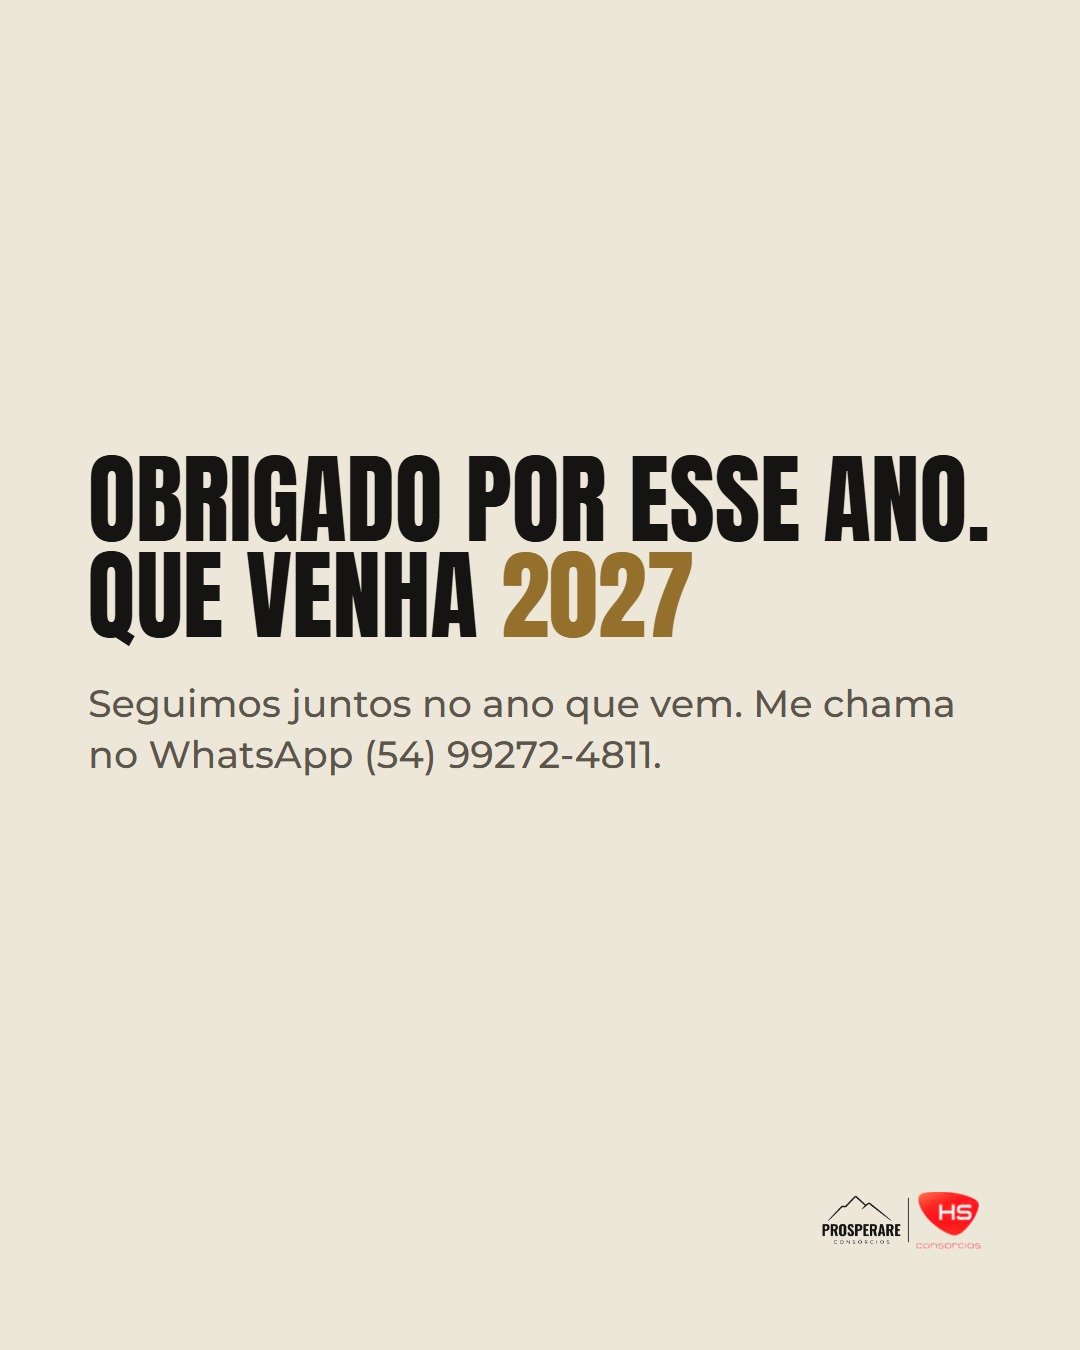 OBRIGADO POR ESSE ANO.
QUE VENHA 2027
Seguimos juntos no ano que vem. Me chama
no WhatsApp (54) 99272-4811.
PROSPERARE
CONSÓRCIOS
HS
consórcios